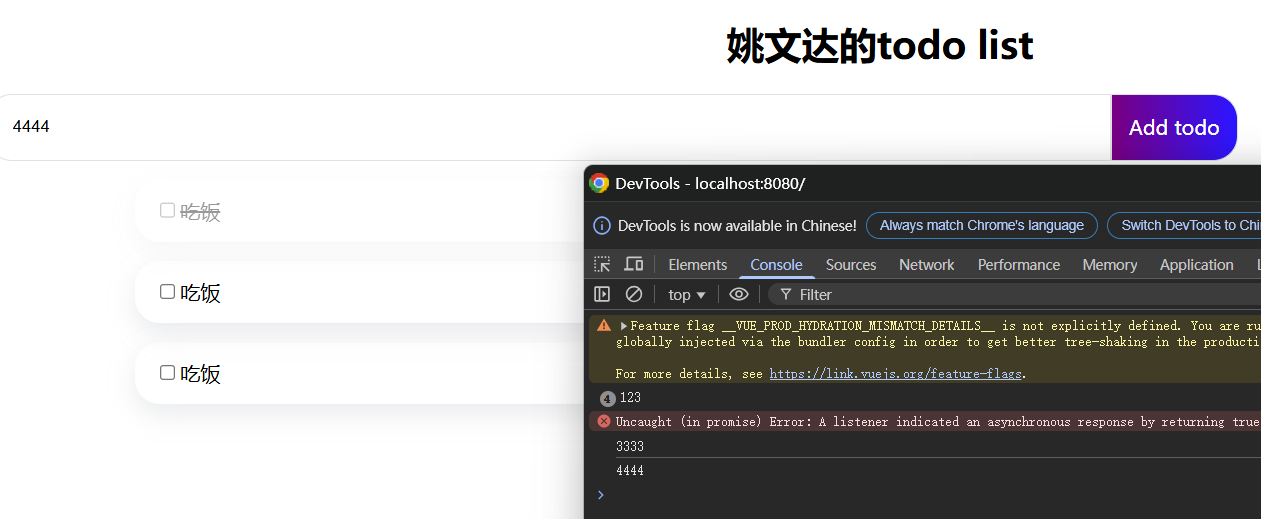 姚文达的todo list
4444
Add todo
吃饭
吃饭
吃饭
DevTools - localhost:8080/
DevTools is now available in Chinese! Always match Chrome's language Switch DevTools to Chi
Elements Console Sources Network Performance Memory Application L
top Filter
Feature flag __VUE_PROD_HYDRATION_MISMATCH_DETAILS__ is not explicitly defined. You are ru
globally injected via the bundler config in order to get better tree-shaking in the producti
For more details, see https://link.vuejs.org/feature-flags.
4 123
Uncaught (in promise) Error: A listener indicated an asynchronous response by returning true
3333
4444